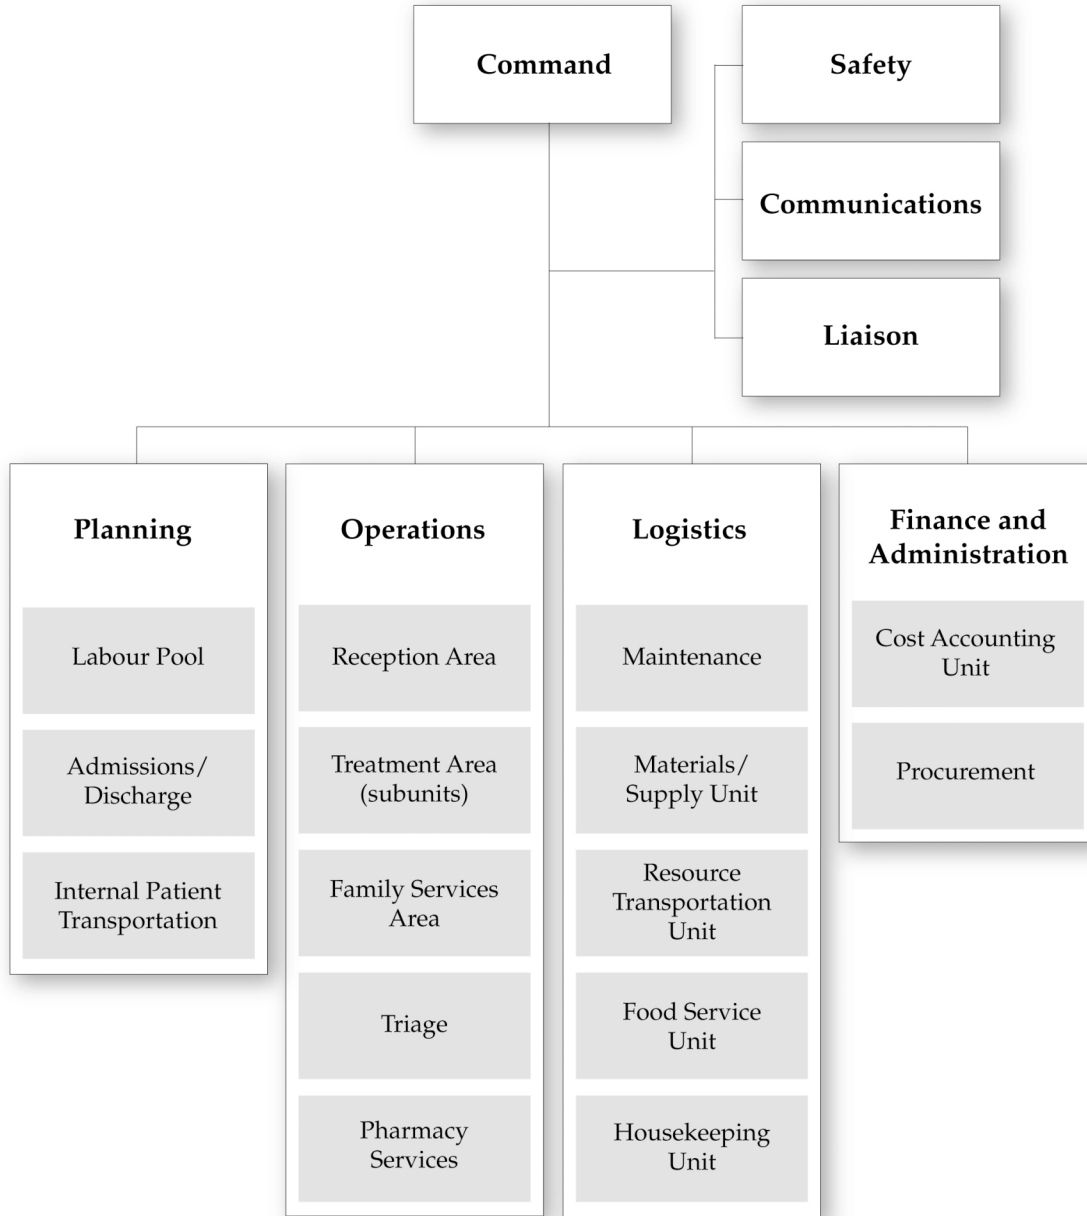 Command
Safety
Communications
Liaison
Planning
Labour Pool
Admissions/
Discharge
Internal Patient
Transportation
Operations
Reception Area
Treatment Area
(subunits)
Family Services
Area
Triage
Pharmacy
Services
Logistics
Maintenance
Materials/
Supply Unit
Resource
Transportation
Unit
Food Service
Unit
Housekeeping
Unit
Finance and
Administration
Cost Accounting
Unit
Procurement